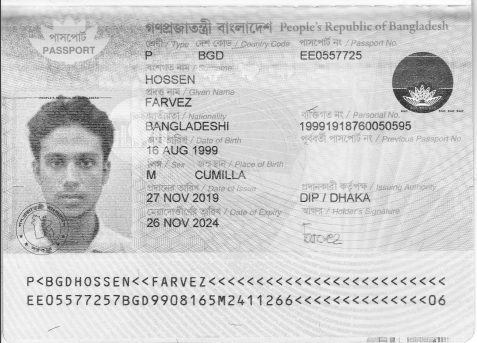 পাসপোর্ট
PASSPORT
গণপ্রজাতন্ত্রী বাংলাদেশ People's Republic of Bangladesh
শ্রেণী / Type দেশ কোড / Country Code পাসপোর্ট নং / Passport No
P BGD EE0557725
বংশগত নাম /
HOSSEN
প্রদত্ত নাম / Given Name
FARVEZ
জাতীয়তা / Nationality ব্যক্তিগত নং / Personal No.
BANGLADESHI 19991918760050595
জন্ম তারিখ / Date of Birth পূর্ববর্তী পাসপোর্ট নং / Previous Passport No.
16 AUG 1999
লিঙ্গ / Sex জন্মস্থান / Place of Birth
M CUMILLA
প্রদানের তারিখ / Date of Issue প্রদানকারী কর্তৃপক্ষ / Issuing Authority
27 NOV 2019 DIP / DHAKA
মেয়াদোত্তীর্ণের তারিখ / Date of Expiry স্বাক্ষর / Holder's Signature
26 NOV 2024
P<BGDHOSSEN<<FARVEZ<<<<<<<<<<<<<<<<<<<<<<<<<
EE05577257BGD9908165M2411266<<<<<<<<<<<<<<06